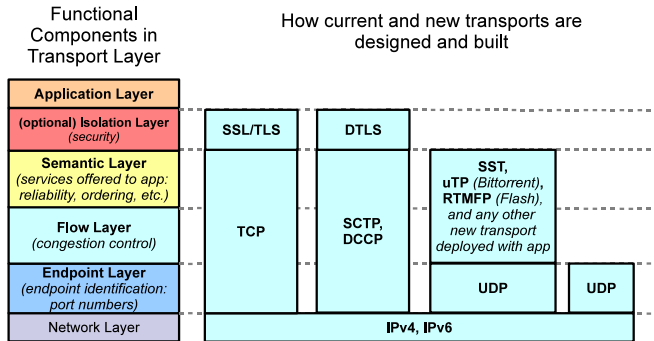 Functional
Components in
Transport Layer
How current and new transports are
designed and built
Application Layer
(optional) Isolation Layer
(security)
Semantic Layer
(services offered to app:
reliability, ordering, etc.)
Flow Layer
(congestion control)
Endpoint Layer
(endpoint identification:
port numbers)
Network Layer
SSL/TLS
TCP
DTLS
SCTP,
DCCP
SST,
uTP (Bittorrent),
RTMFP (Flash),
and any other
new transport
deployed with app
UDP
UDP
IPv4, IPv6